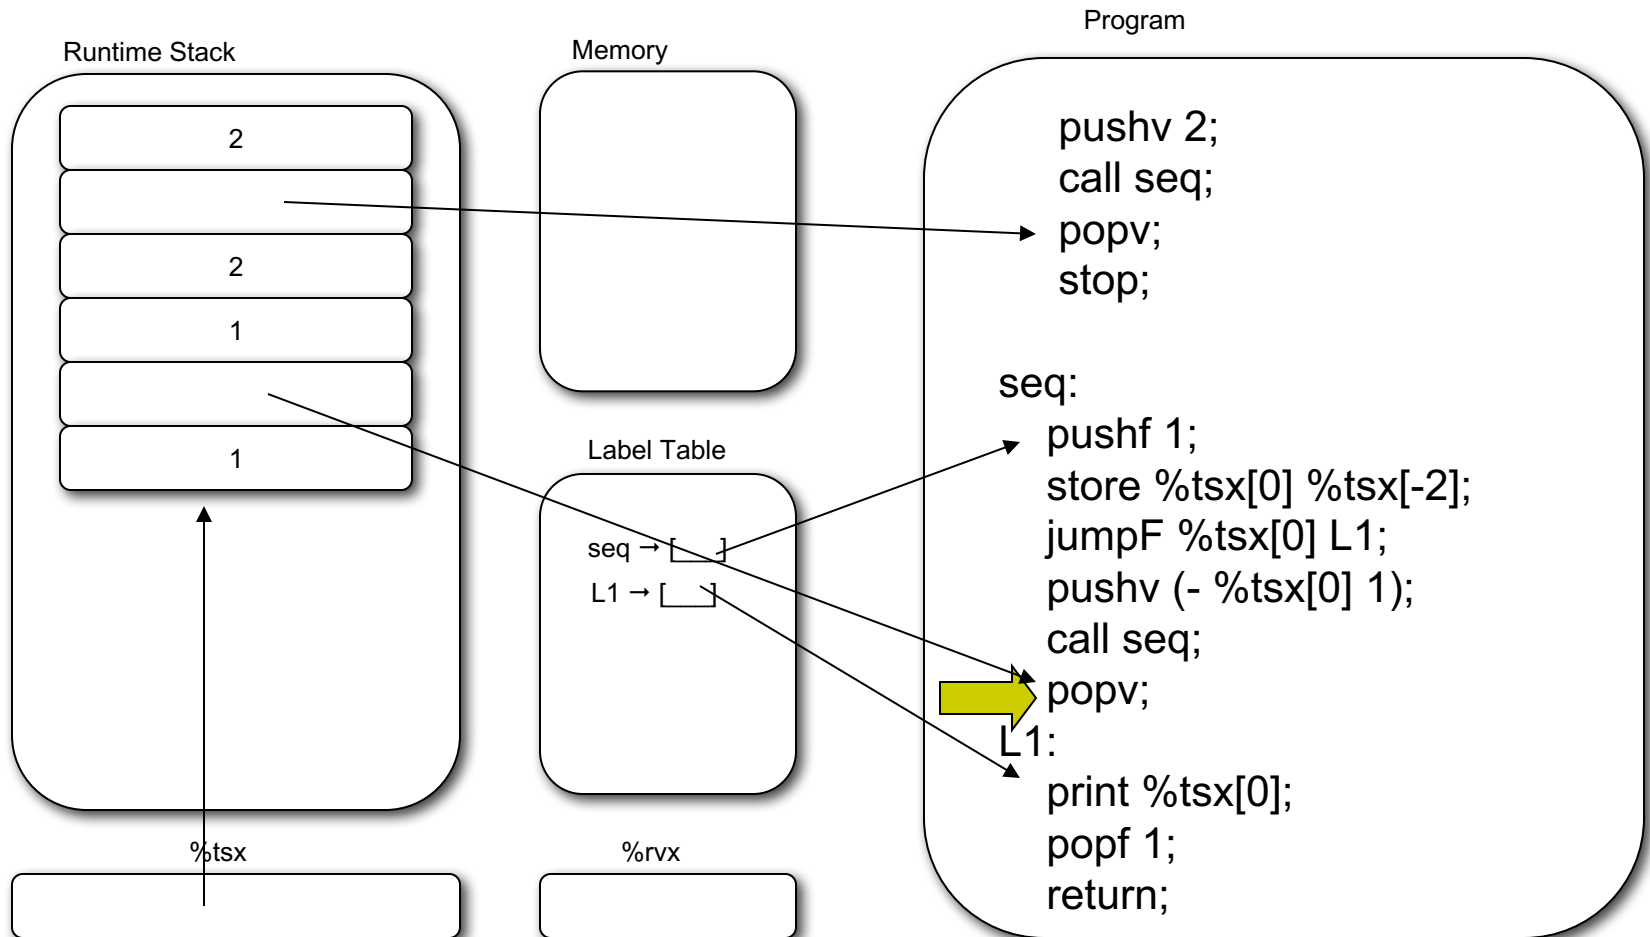 Runtime Stack
2
2
1
1
%tsx
Memory
Label Table
seq → [___]
L1 → [___]
%rvx
Program
pushv 2;
call seq;
popv;
stop;
seq:
pushf 1;
store %tsx[0] %tsx[-2];
jumpF %tsx[0] L1;
pushv (- %tsx[0] 1);
call seq;
popv;
L1:
print %tsx[0];
popf 1;
return;